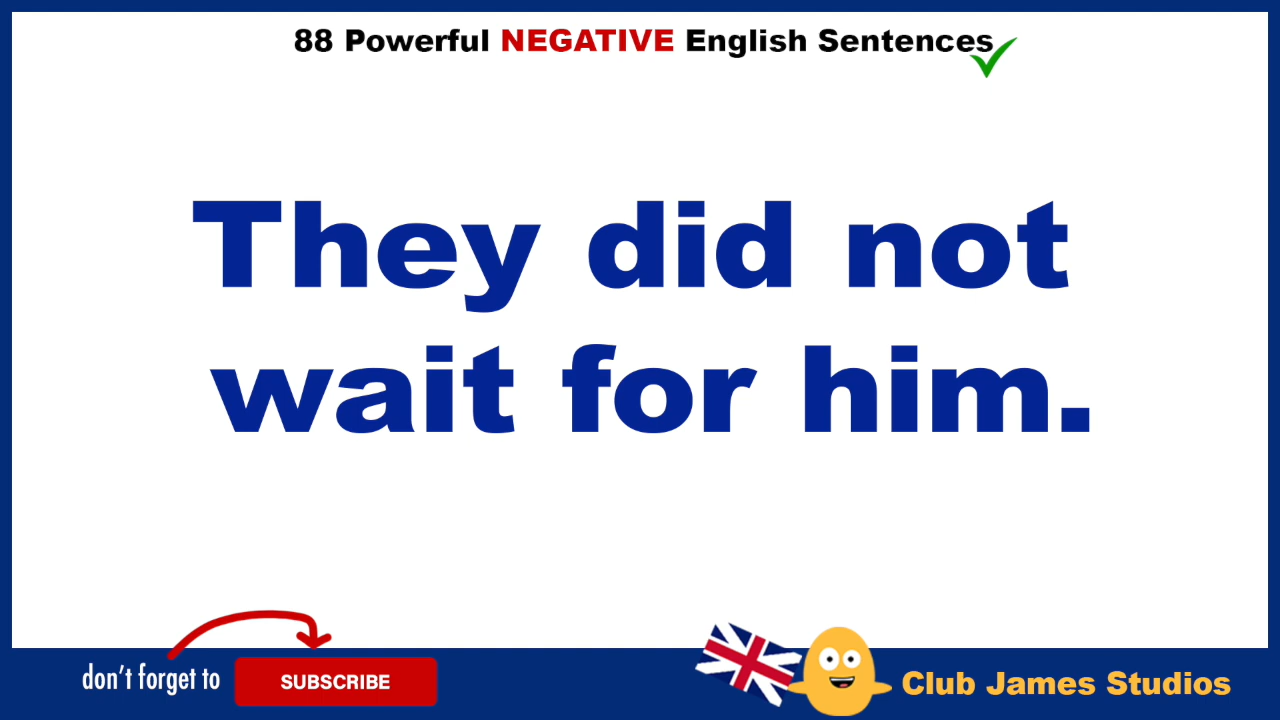 88 Powerful NEGATIVE English Sentences
They did not
wait for him.
don't forget to
SUBSCRIBE
Club James Studios